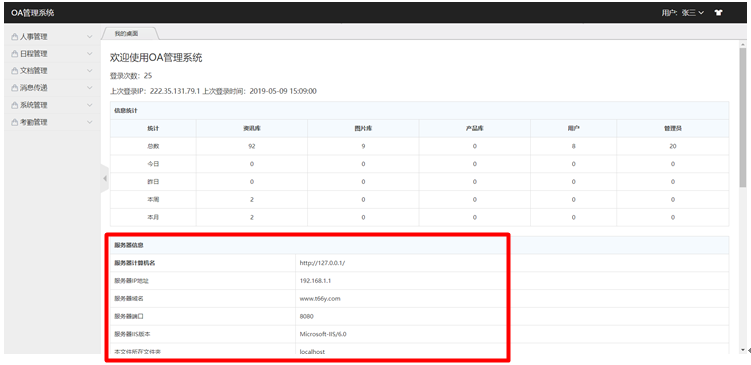 OA管理系统 用户: 张三
人事管理
日程管理
文档管理
消息传递
系统管理
考勤管理
我的桌面
欢迎使用OA管理系统
登录次数: 25
上次登录IP: 222.35.131.79.1 上次登录时间: 2019-05-09 15:09:00
信息统计
统计 资讯库 图片库 产品库 用户 管理员
总数 92 9 0 8 20
今日 0 0 0 0 0
昨日 0 0 0 0 0
本周 2 0 0 0 0
本月 2 0 0 0 0
服务器信息
服务器计算机名 http://127.0.0.1/
服务器IP地址 192.168.1.1
服务器域名 www.t66y.com
服务器端口 8080
服务器IIS版本 Microsoft-IIS/6.0
本文件所在文件夹 localhost